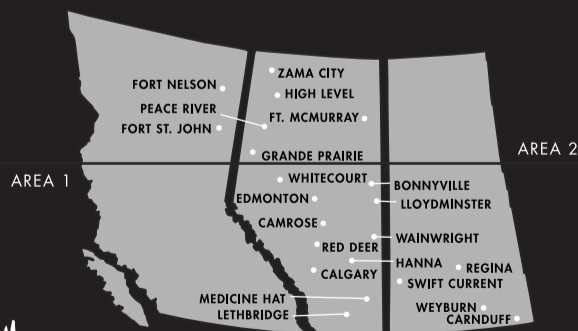 ZAMA CITY
FORT NELSON
HIGH LEVEL
PEACE RIVER
FT. MCMURRAY
FORT ST. JOHN
AREA 2
GRANDE PRAIRIE
AREA 1
WHITECOURT
BONNYVILLE
EDMONTON
LLOYDMINSTER
CAMROSE
WAINWRIGHT
RED DEER
HANNA
REGINA
CALGARY
SWIFT CURRENT
MEDICINE HAT
WEYBURN
LETHBRIDGE
CARNDUFF